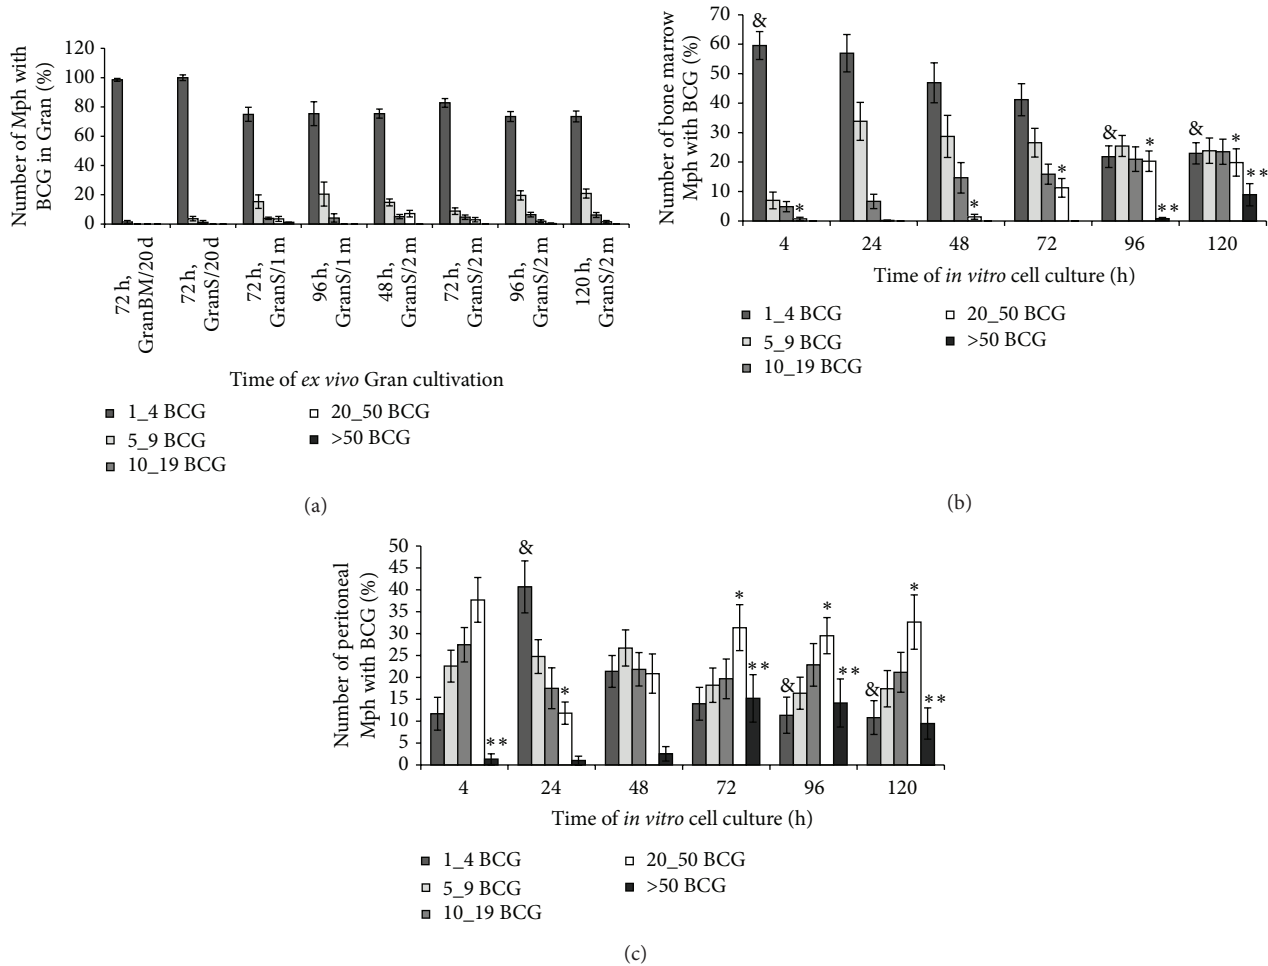 Number of Mph with
BCG in Gran (%)
120
100
80
60
40
20
0
72 h,
GranBM/20 d
72 h,
GranS/20 d
72 h,
GranS/1 m
96 h,
GranS/1 m
48 h,
GranS/2 m
72 h,
GranS/2 m
96 h,
GranS/2 m
120 h,
GranS/2 m
Time of ex vivo Gran cultivation
1_4 BCG
5_9 BCG
10_19 BCG
20_50 BCG
>50 BCG
(a)
Number of bone marrow
Mph with BCG (%)
70
60
50
40
30
20
10
0
&
*
*
*
&
*
**
&
*
**
4 24 48 72 96 120
Time of in vitro cell culture (h)
1_4 BCG
5_9 BCG
10_19 BCG
20_50 BCG
>50 BCG
(b)
Number of peritoneal
Mph with BCG (%)
50
45
40
35
30
25
20
15
10
5
0
**
&
*
*
**
&
*
**
&
*
**
4 24 48 72 96 120
Time of in vitro cell culture (h)
1_4 BCG
5_9 BCG
10_19 BCG
20_50 BCG
>50 BCG
(c)